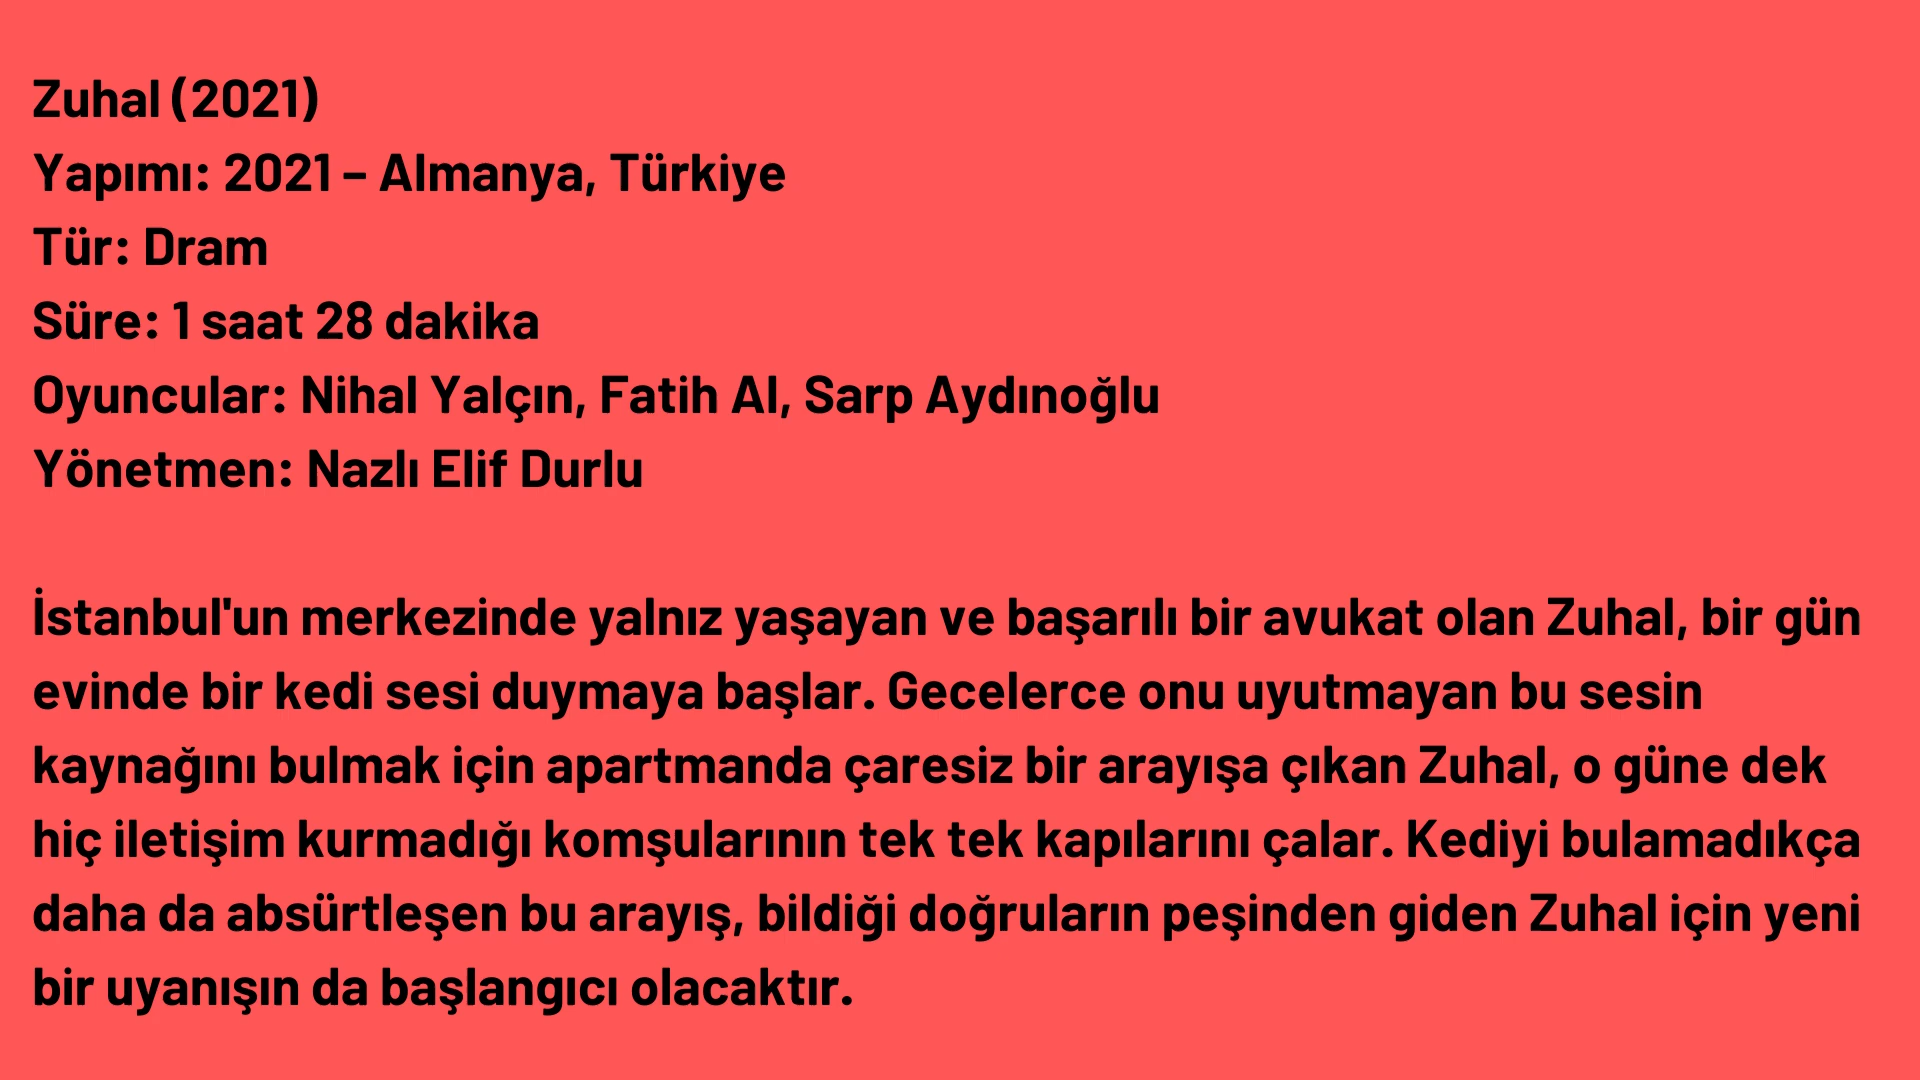 Zuhal (2021)
Yapımı: 2021 – Almanya, Türkiye
Tür: Dram
Süre: 1 saat 28 dakika
Oyuncular: Nihal Yalçın, Fatih Al, Sarp Aydınoğlu
Yönetmen: Nazlı Elif Durlu
İstanbul'un merkezinde yalnız yaşayan ve başarılı bir avukat olan Zuhal, bir gün
evinde bir kedi sesi duymaya başlar. Gecelerce onu uyutmayan bu sesin
kaynağını bulmak için apartmanda çaresiz bir arayışa çıkan Zuhal, o güne dek
hiç iletişim kurmadığı komşularının tek tek kapılarını çalar. Kediyi bulamadıkça
daha da absürtleşen bu arayış, bildiği doğruların peşinden giden Zuhal için yeni
bir uyanışın da başlangıcı olacaktır.